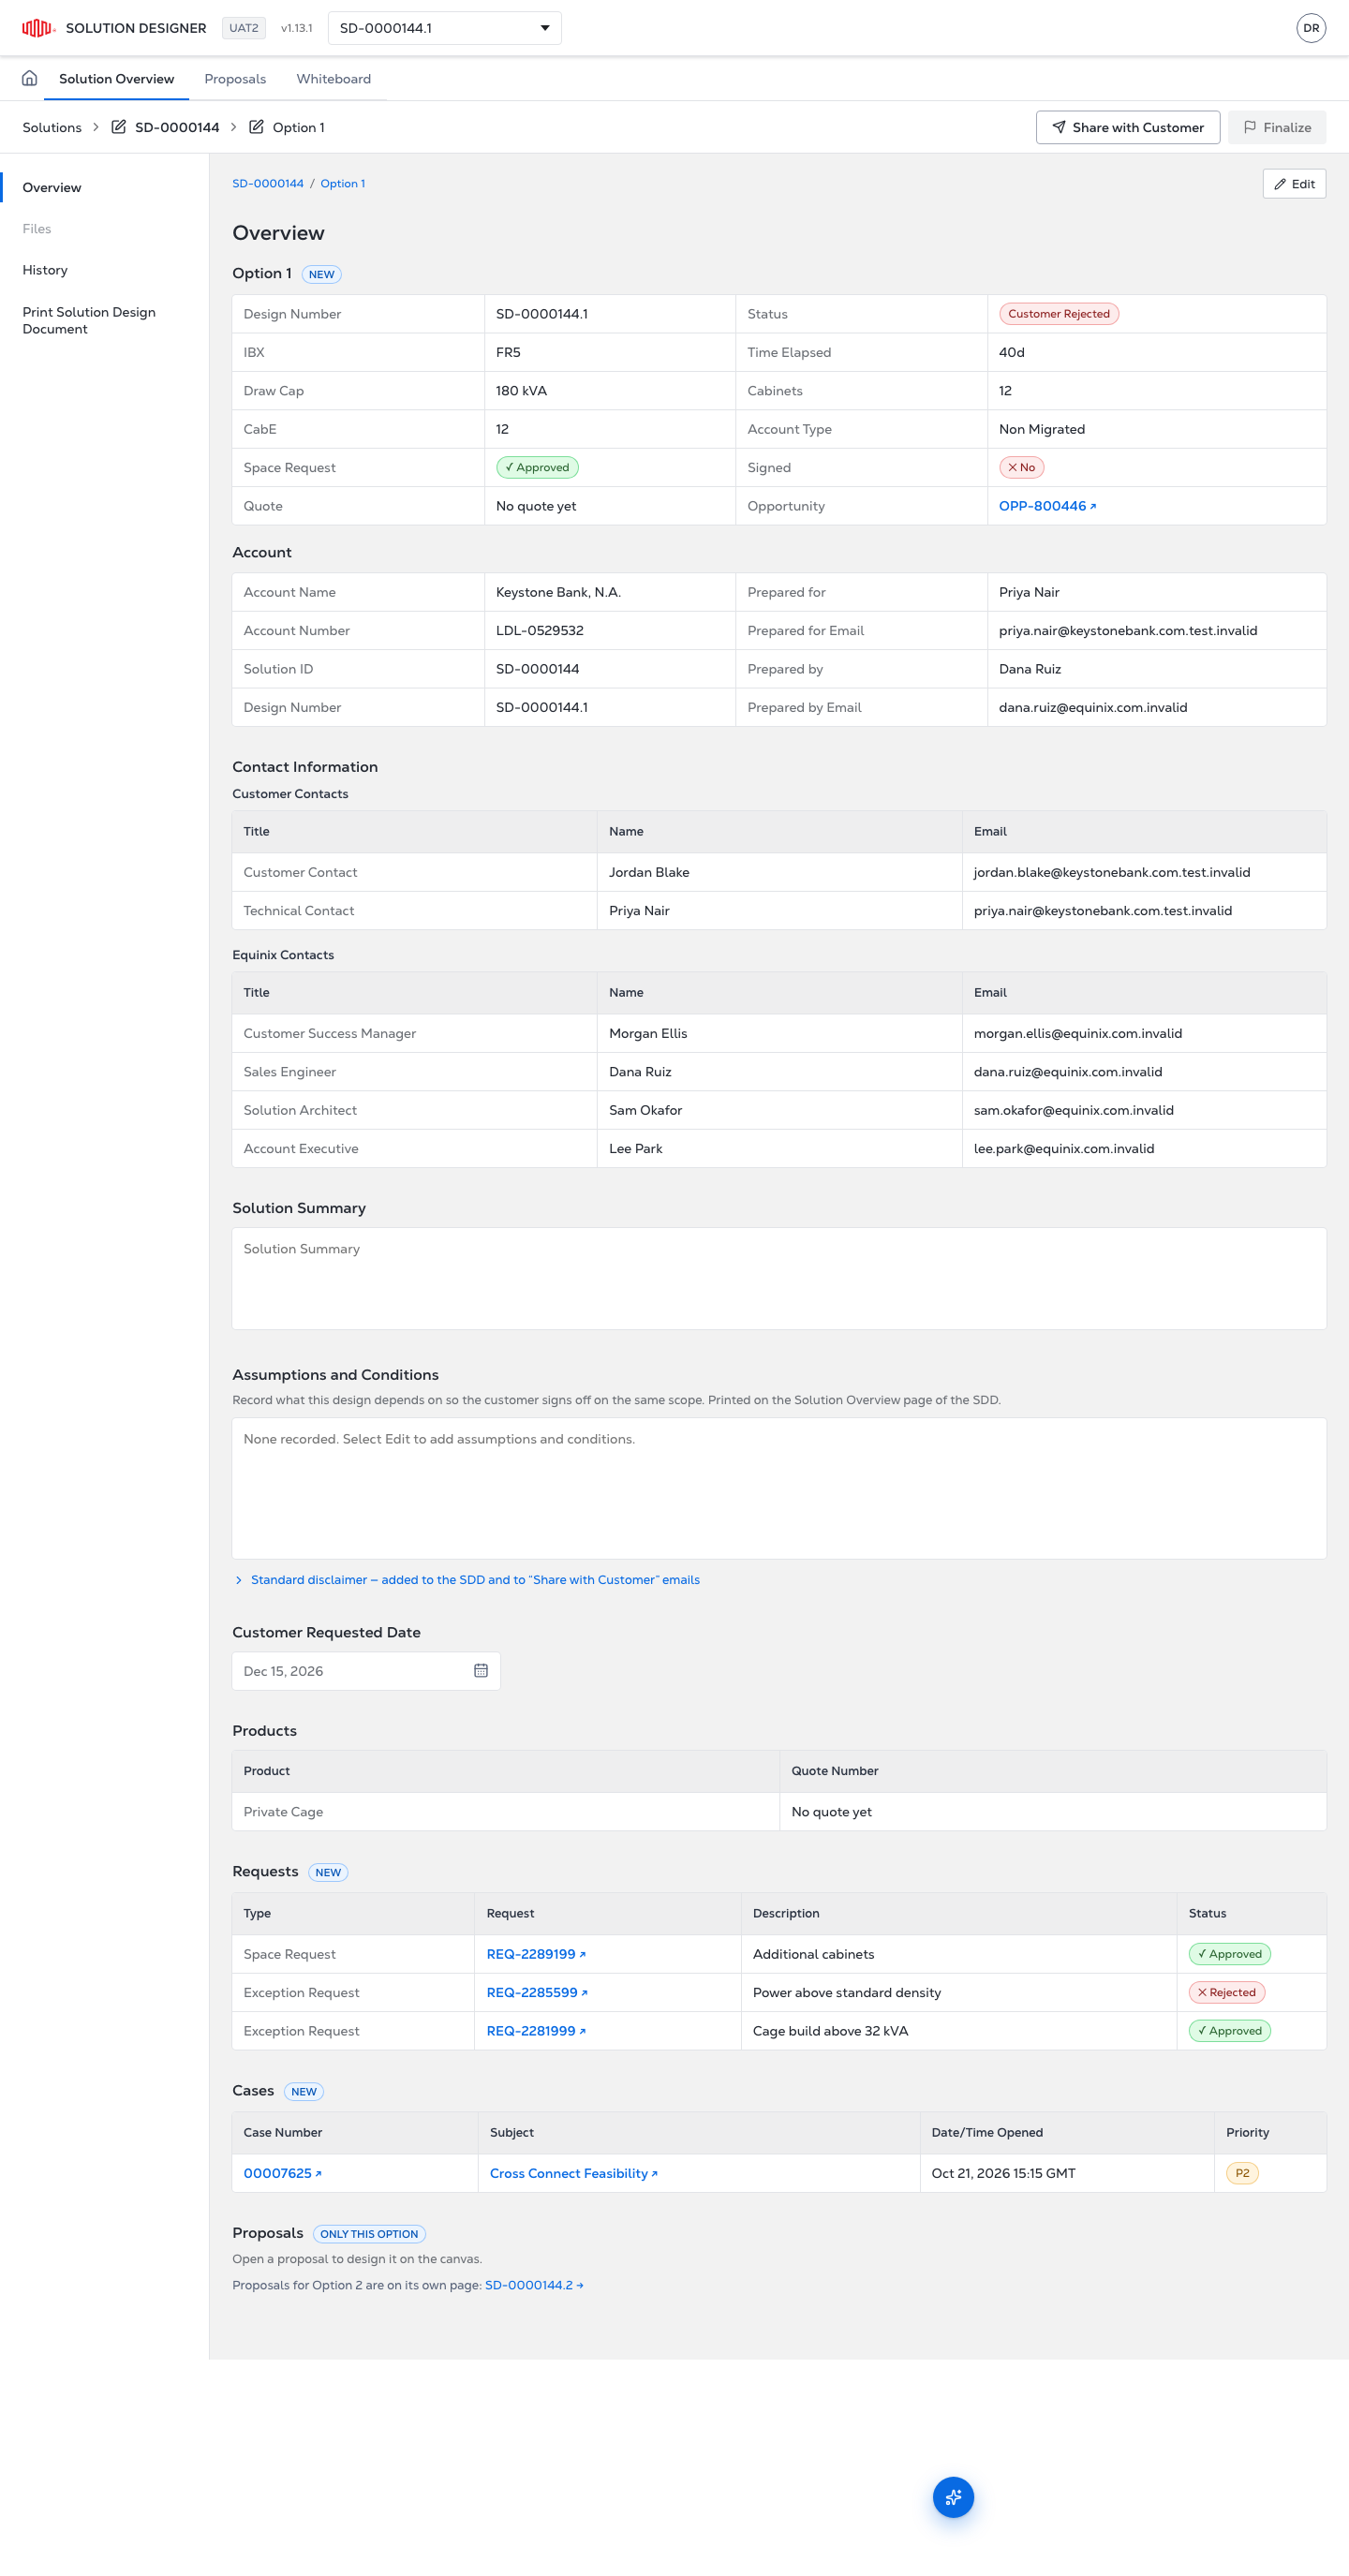 SOLUTION DESIGNER UAT2 v1.13.1 SD-0000144.1 DR
Solution Overview Proposals Whiteboard
Solutions SD-0000144 Option 1 Share with Customer Finalize
Overview
Files
History
Print Solution Design
Document
SD-0000144 / Option 1 Edit
Overview
Option 1 NEW
Design Number SD-0000144.1 Status Customer Rejected
IBX FR5 Time Elapsed 40d
Draw Cap 180 kVA Cabinets 12
CabE 12 Account Type Non Migrated
Space Request ✓ Approved Signed ✕ No
Quote No quote yet Opportunity OPP-800446 ↗
Account
Account Name Keystone Bank, N.A. Prepared for Priya Nair
Account Number LDL-0529532 Prepared for Email priya.nair@keystonebank.com.test.invalid
Solution ID SD-0000144 Prepared by Dana Ruiz
Design Number SD-0000144.1 Prepared by Email dana.ruiz@equinix.com.invalid
Contact Information
Customer Contacts
Title Name Email
Customer Contact Jordan Blake jordan.blake@keystonebank.com.test.invalid
Technical Contact Priya Nair priya.nair@keystonebank.com.test.invalid
Equinix Contacts
Title Name Email
Customer Success Manager Morgan Ellis morgan.ellis@equinix.com.invalid
Sales Engineer Dana Ruiz dana.ruiz@equinix.com.invalid
Solution Architect Sam Okafor sam.okafor@equinix.com.invalid
Account Executive Lee Park lee.park@equinix.com.invalid
Solution Summary
Solution Summary
Assumptions and Conditions
Record what this design depends on so the customer signs off on the same scope. Printed on the Solution Overview page of the SDD.
None recorded. Select Edit to add assumptions and conditions.
Standard disclaimer — added to the SDD and to "Share with Customer" emails
Customer Requested Date
Dec 15, 2026
Products
Product Quote Number
Private Cage No quote yet
Requests NEW
Type Request Description Status
Space Request REQ-2289199 ↗ Additional cabinets ✓ Approved
Exception Request REQ-2285599 ↗ Power above standard density ✕ Rejected
Exception Request REQ-2281999 ↗ Cage build above 32 kVA ✓ Approved
Cases NEW
Case Number Subject Date/Time Opened Priority
00007625 ↗ Cross Connect Feasibility ↗ Oct 21, 2026 15:15 GMT P2
Proposals ONLY THIS OPTION
Open a proposal to design it on the canvas.
Proposals for Option 2 are on its own page: SD-0000144.2 →